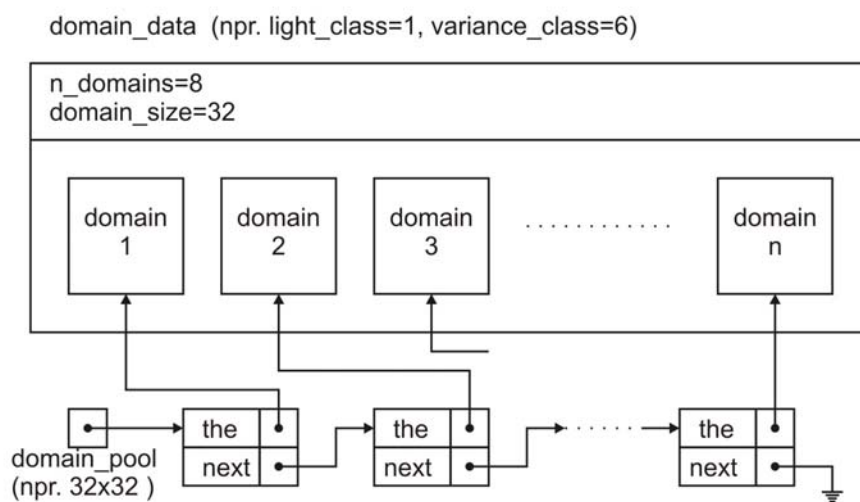 domain_data (npr. light_class=1, variance_class=6)
n_domains=8
domain_size=32
domain
1
domain
2
domain
3
domain
n
the
next
the
next
the
next
domain_pool
(npr. 32x32 )